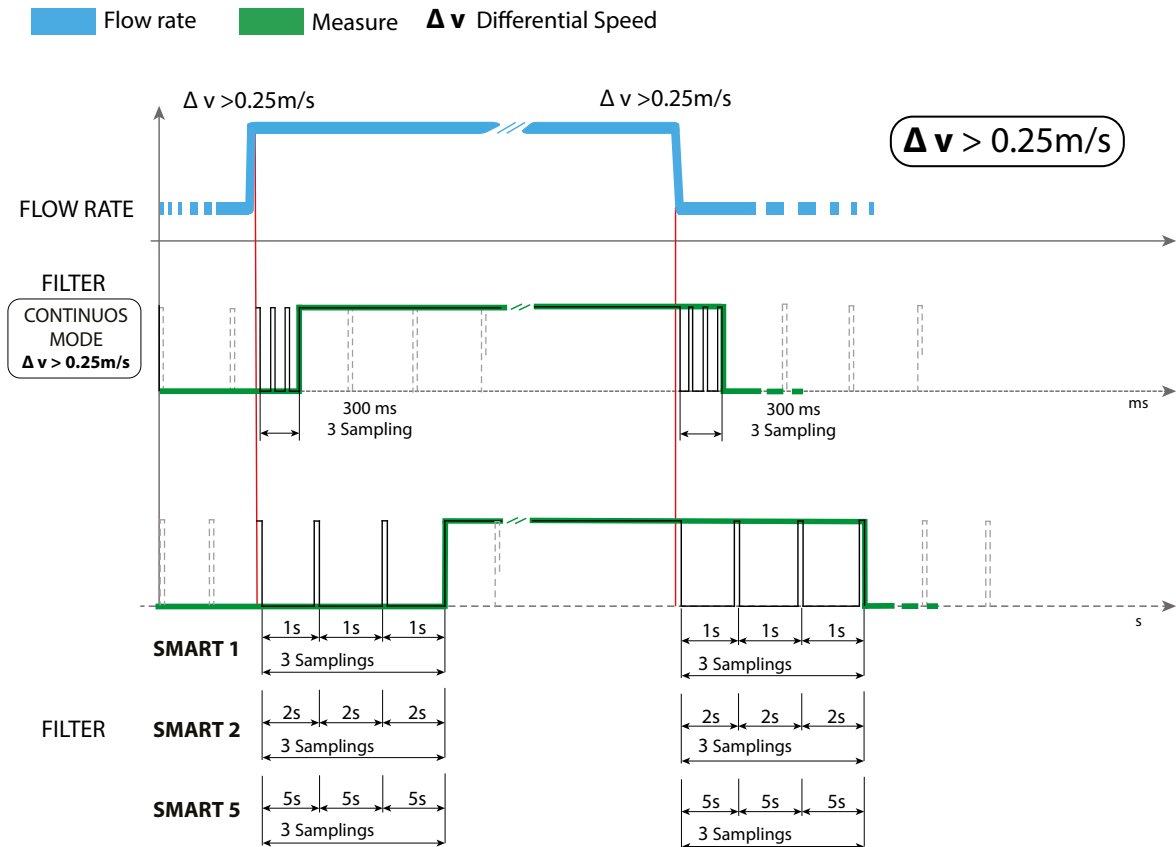 Flow rate
Measure
Δ v Differential Speed
Δ v >0.25m/s
Δ v >0.25m/s
Δ v > 0.25m/s
FLOW RATE
FILTER
CONTINUOS
MODE
Δ v > 0.25m/s
ms
300 ms
3 Sampling
300 ms
3 Sampling
s
SMART 1
1s 1s 1s
3 Samplings
1s 1s 1s
3 Samplings
FILTER
SMART 2
2s 2s 2s
3 Samplings
2s 2s 2s
3 Samplings
SMART 5
5s 5s 5s
3 Samplings
5s 5s 5s
3 Samplings